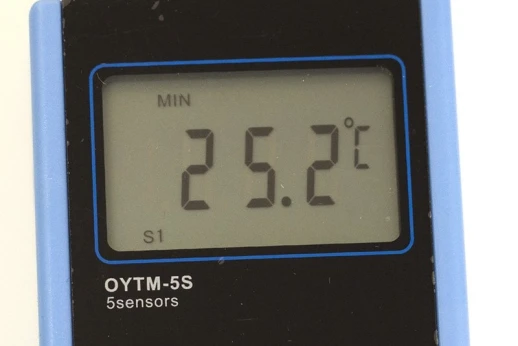 MIN
25.2°C
S1
OYTM-5S
5sensors